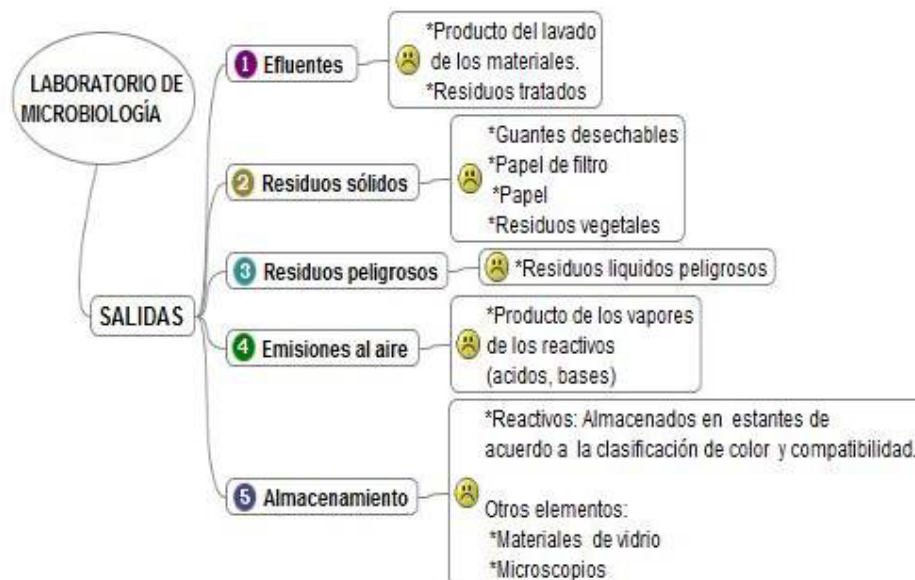 LABORATORIO DE
MICROBIOLOGÍA
SALIDAS
1 Efluentes
*Producto del lavado
de los materiales.
*Residuos tratados
2 Residuos sólidos
*Guantes desechables
*Papel de filtro
*Papel
*Residuos vegetales
3 Residuos peligrosos
*Residuos liquidos peligrosos
4 Emisiones al aire
*Producto de los vapores
de los reactivos
(acidos, bases)
5 Almacenamiento
*Reactivos: Almacenados en estantes de
acuerdo a la clasificación de color y compatibilidad.
Otros elementos:
*Materiales de vidrio
*Microscopios